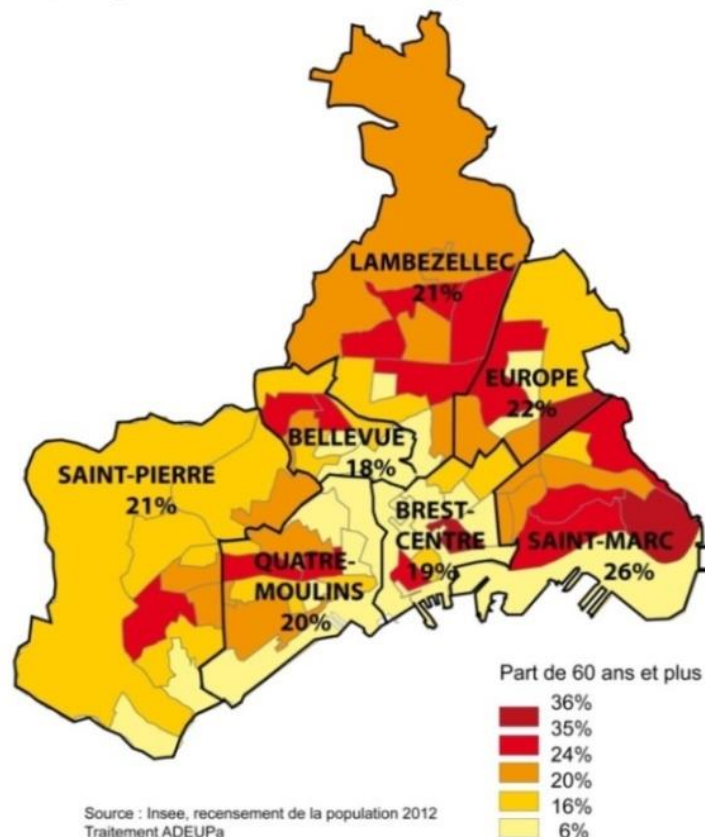 LAMBEZELLEC
21%
EUROPE
22%
BELLEVUE
18%
SAINT-PIERRE
21%
BREST-
CENTRE
19%
SAINT-MARC
26%
QUATRE-
MOULINS
20%
Part de 60 ans et plus
36%
35%
24%
20%
16%
6%
Source : Insee, recensement de la population 2012
Traitement ADEUPa